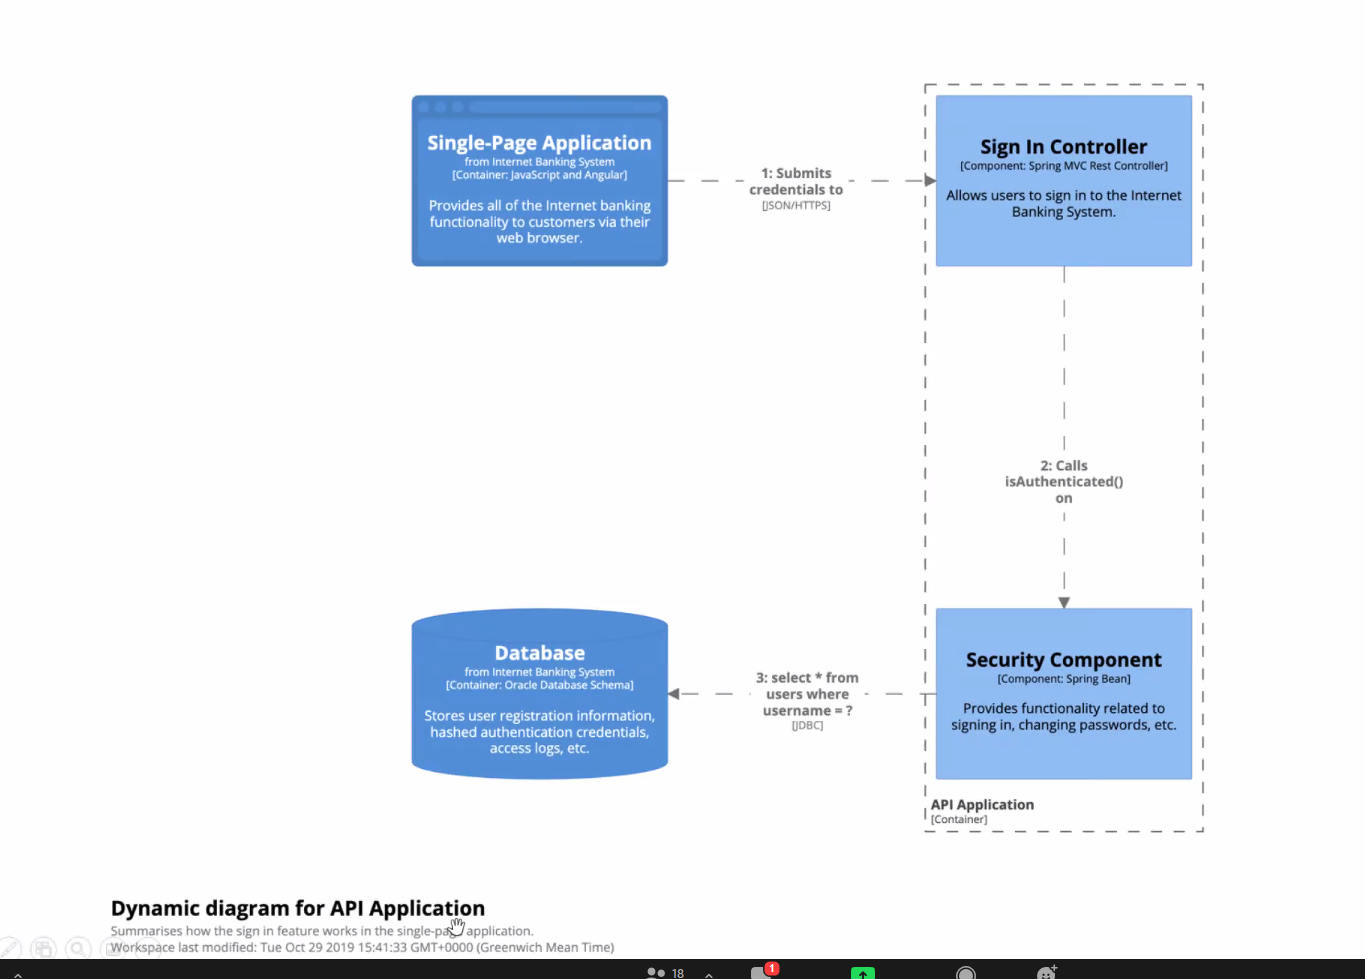 Single-Page Application
from Internet Banking System
[Container: JavaScript and Angular]
Provides all of the Internet banking
functionality to customers via their
web browser.
1: Submits
credentials to
[JSON/HTTPS]
Sign In Controller
[Component: Spring MVC Rest Controller]
Allows users to sign in to the Internet
Banking System.
2: Calls
isAuthenticated()
on
Database
from Internet Banking System
[Container: Oracle Database Schema]
Stores user registration information,
hashed authentication credentials,
access logs, etc.
3: select * from
users where
username = ?
[JDBC]
Security Component
[Component: Spring Bean]
Provides functionality related to
signing in, changing passwords, etc.
API Application
[Container]
Dynamic diagram for API Application
Summarises how the sign in feature works in the single-page application.
Workspace last modified: Tue Oct 29 2019 15:41:33 GMT+0000 (Greenwich Mean Time)
18
1